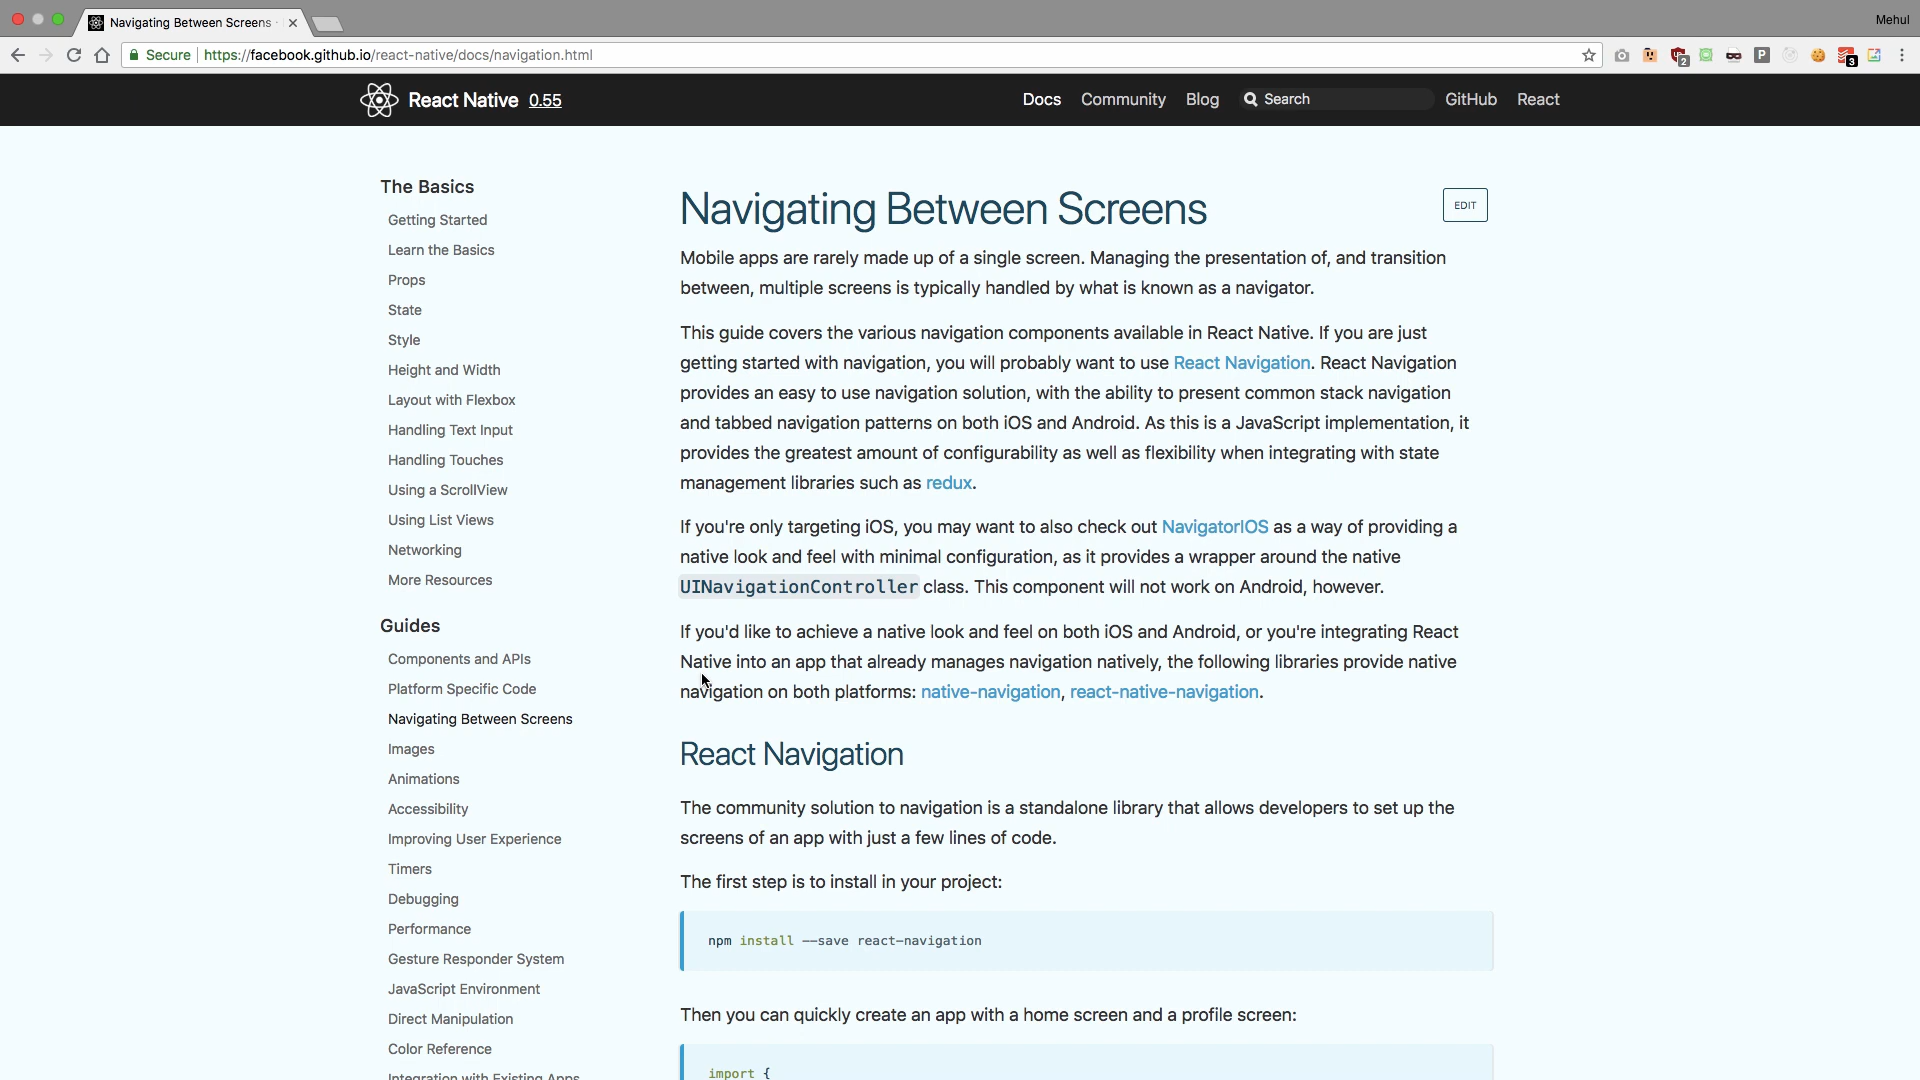 Navigating Between Screens
Mehul
Secure
https://facebook.github.io/react-native/docs/navigation.html
2
P
3
React Native 0.55
Docs
Community
Blog
Search
GitHub
React
The Basics
Getting Started
Learn the Basics
Props
State
Style
Height and Width
Layout with Flexbox
Handling Text Input
Handling Touches
Using a ScrollView
Using List Views
Networking
More Resources
Guides
Components and APIs
Platform Specific Code
Navigating Between Screens
Images
Animations
Accessibility
Improving User Experience
Timers
Debugging
Performance
Gesture Responder System
JavaScript Environment
Direct Manipulation
Color Reference
Integration with Existing Apps
Navigating Between Screens
EDIT
Mobile apps are rarely made up of a single screen. Managing the presentation of, and transition
between, multiple screens is typically handled by what is known as a navigator.
This guide covers the various navigation components available in React Native. If you are just
getting started with navigation, you will probably want to use React Navigation. React Navigation
provides an easy to use navigation solution, with the ability to present common stack navigation
and tabbed navigation patterns on both iOS and Android. As this is a JavaScript implementation, it
provides the greatest amount of configurability as well as flexibility when integrating with state
management libraries such as redux.
If you're only targeting iOS, you may want to also check out NavigatorIOS as a way of providing a
native look and feel with minimal configuration, as it provides a wrapper around the native
UINavigationController class. This component will not work on Android, however.
If you'd like to achieve a native look and feel on both iOS and Android, or you're integrating React
Native into an app that already manages navigation natively, the following libraries provide native
navigation on both platforms: native-navigation, react-native-navigation.
React Navigation
The community solution to navigation is a standalone library that allows developers to set up the
screens of an app with just a few lines of code.
The first step is to install in your project:
npm install --save react-navigation
Then you can quickly create an app with a home screen and a profile screen:
import {